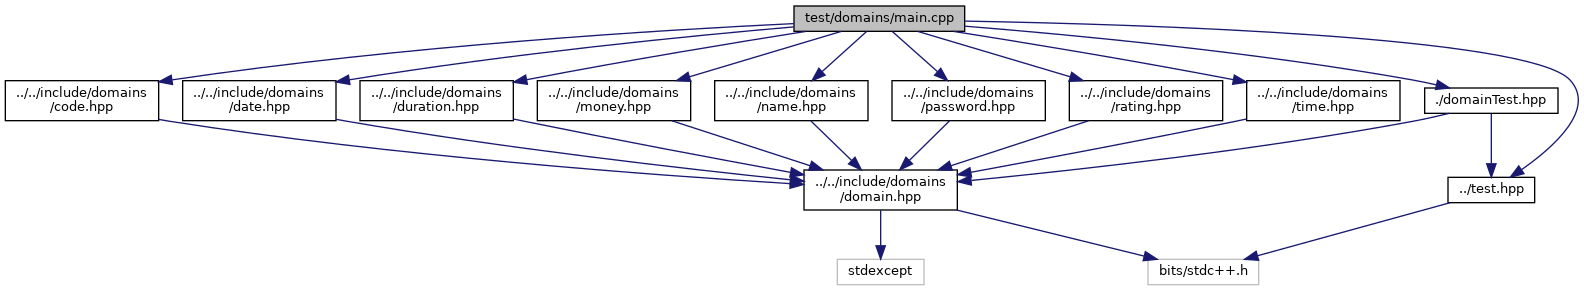 test/domains/main.cpp
../../include/domains
/code.hpp
../../include/domains
/date.hpp
../../include/domains
/duration.hpp
../../include/domains
/money.hpp
../../include/domains
/name.hpp
../../include/domains
/password.hpp
../../include/domains
/rating.hpp
../../include/domains
/time.hpp
./domainTest.hpp
../../include/domains
/domain.hpp
../test.hpp
stdexcept
bits/stdc++.h